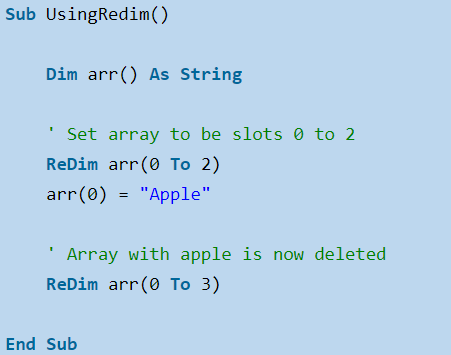 Sub UsingRedim()
Dim arr() As String
' Set array to be slots 0 to 2
ReDim arr(0 To 2)
arr(0) = "Apple"
' Array with apple is now deleted
ReDim arr(0 To 3)
End Sub